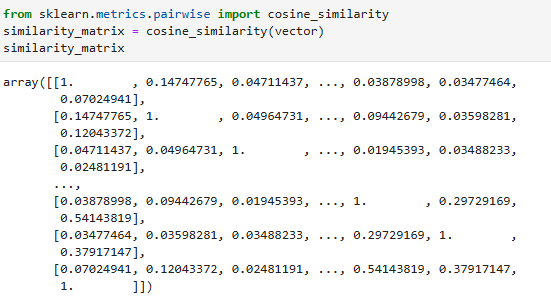 from sklearn.metrics.pairwise import cosine_similarity
similarity_matrix = cosine_similarity(vector)
similarity_matrix
array([[1.        , 0.14747765, 0.04711437, ..., 0.03878998, 0.03477464,
        0.07024941],
       [0.14747765, 1.        , 0.04964731, ..., 0.09442679, 0.03598281,
        0.12043372],
       [0.04711437, 0.04964731, 1.        , ..., 0.01945393, 0.03488233,
        0.02481191],
       ...,
       [0.03878998, 0.09442679, 0.01945393, ..., 1.        , 0.29729169,
        0.54143819],
       [0.03477464, 0.03598281, 0.03488233, ..., 0.29729169, 1.        ,
        0.37917147],
       [0.07024941, 0.12043372, 0.02481191, ..., 0.54143819, 0.37917147,
        1.        ]])